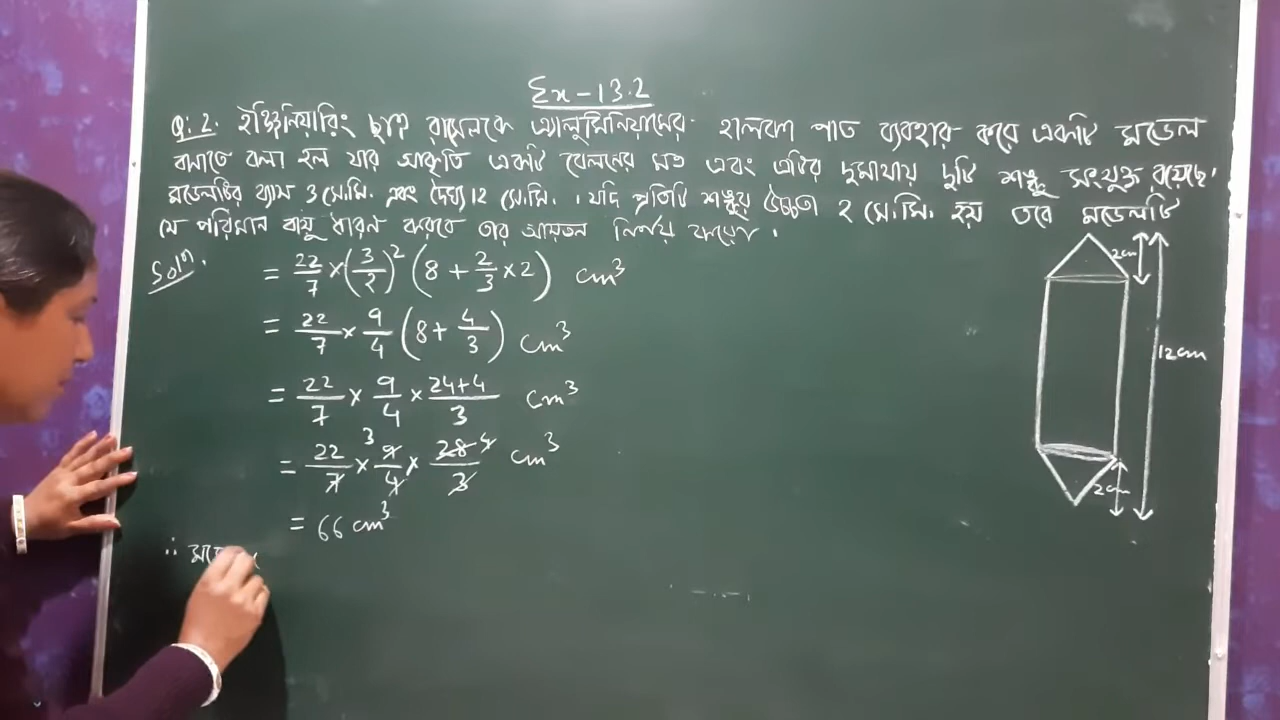 Ex - 13.2
Q. 2. ইঞ্জিনিয়ারিং ছাত্র রাসেলকে অ্যালুমিনিয়ামের হালকা পাত ব্যবহার করে একটি মডেল
বানাতে বলা হল যার আকৃতি একটি বেলনের মত এবং এটির দুমাথায় দুটি শঙ্কু সংযুক্ত রয়েছে।
মডেলটির ব্যাস 3 সে.মি. এবং দৈর্ঘ্য 12 সে.মি. । যদি প্রতিটি শঙ্কুর উচ্চতা 2 সে.মি. হয় তবে মডেলটি
যে পরিমান বায়ু ধারন করবে তার আয়তন নির্ণয় করো।
Solⁿ.
= 22/7 × (3/2)² (8 + 2/3 × 2) cm³
= 22/7 × 9/4 (8 + 4/3) cm³
= 22/7 × 9/4 × 24+4/3 cm³
= 22/7 × 3 9/4 × 28 4/3 cm³
= 66 cm³
∴
2cm
12cm
2cm